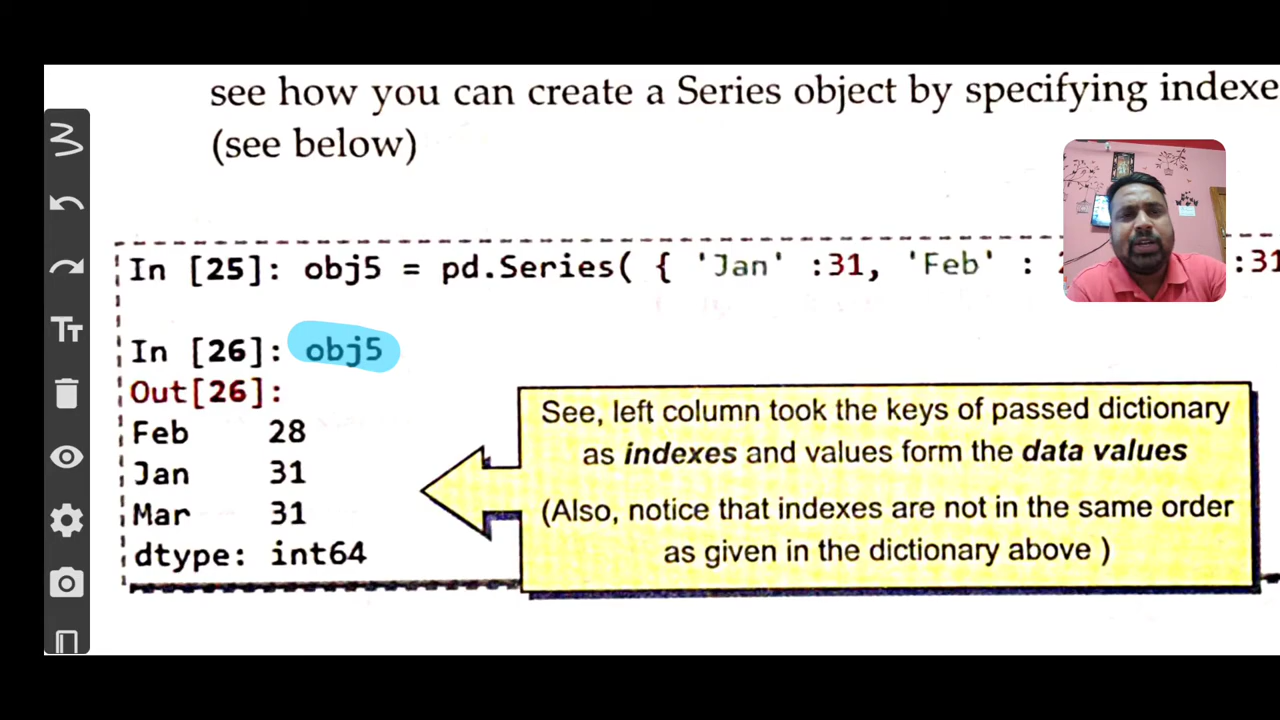 see how you can create a Series object by specifying indexe
(see below)
In [25]: obj5 = pd.Series( { 'Jan' :31, 'Feb' : :31
In [26]: obj5
Out[26]:
Feb 28
Jan 31
Mar 31
dtype: int64
See, left column took the keys of passed dictionary
as indexes and values form the data values
(Also, notice that indexes are not in the same order
as given in the dictionary above )
Tт